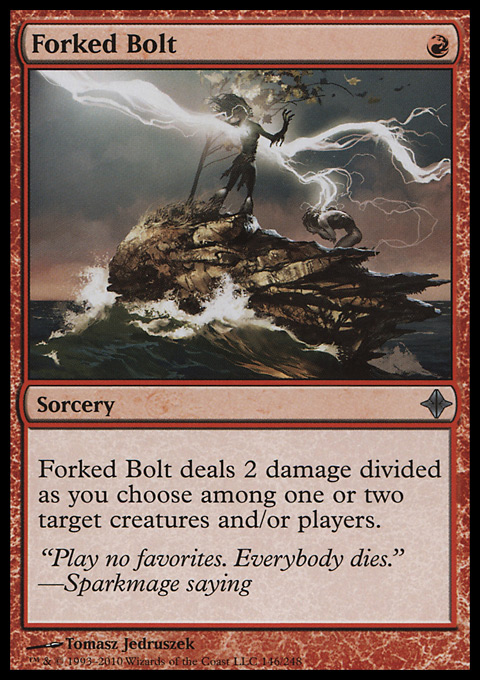 Forked Bolt
Sorcery
Forked Bolt deals 2 damage divided
as you choose among one or two
target creatures and/or players.
“Play no favorites. Everybody dies.”
—Sparkmage saying
Tomasz Jedruszek
™ & © 1993–2010 Wizards of the Coast LLC 146/248